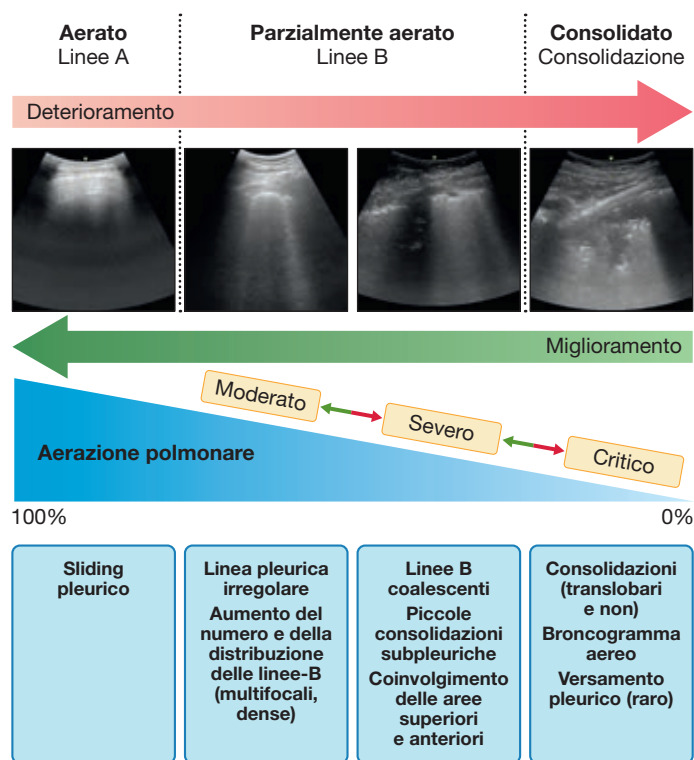 Aerato
Linee A
Parzialmente aerato
Linee B
Consolidato
Consolidazione
Deterioramento
Miglioramento
Moderato
Severo
Critico
Aerazione polmonare
100%
0%
Sliding
pleurico
Linea pleurica
irregolare
Aumento del
numero e della
distribuzione
delle linee-B
(multifocali,
dense)
Linee B
coalescenti
Piccole
consolidazioni
subpleuriche
Coinvolgimento
delle aree
superiori
e anteriori
Consolidazioni
(translobari
e non)
Broncogramma
aereo
Versamento
pleurico (raro)